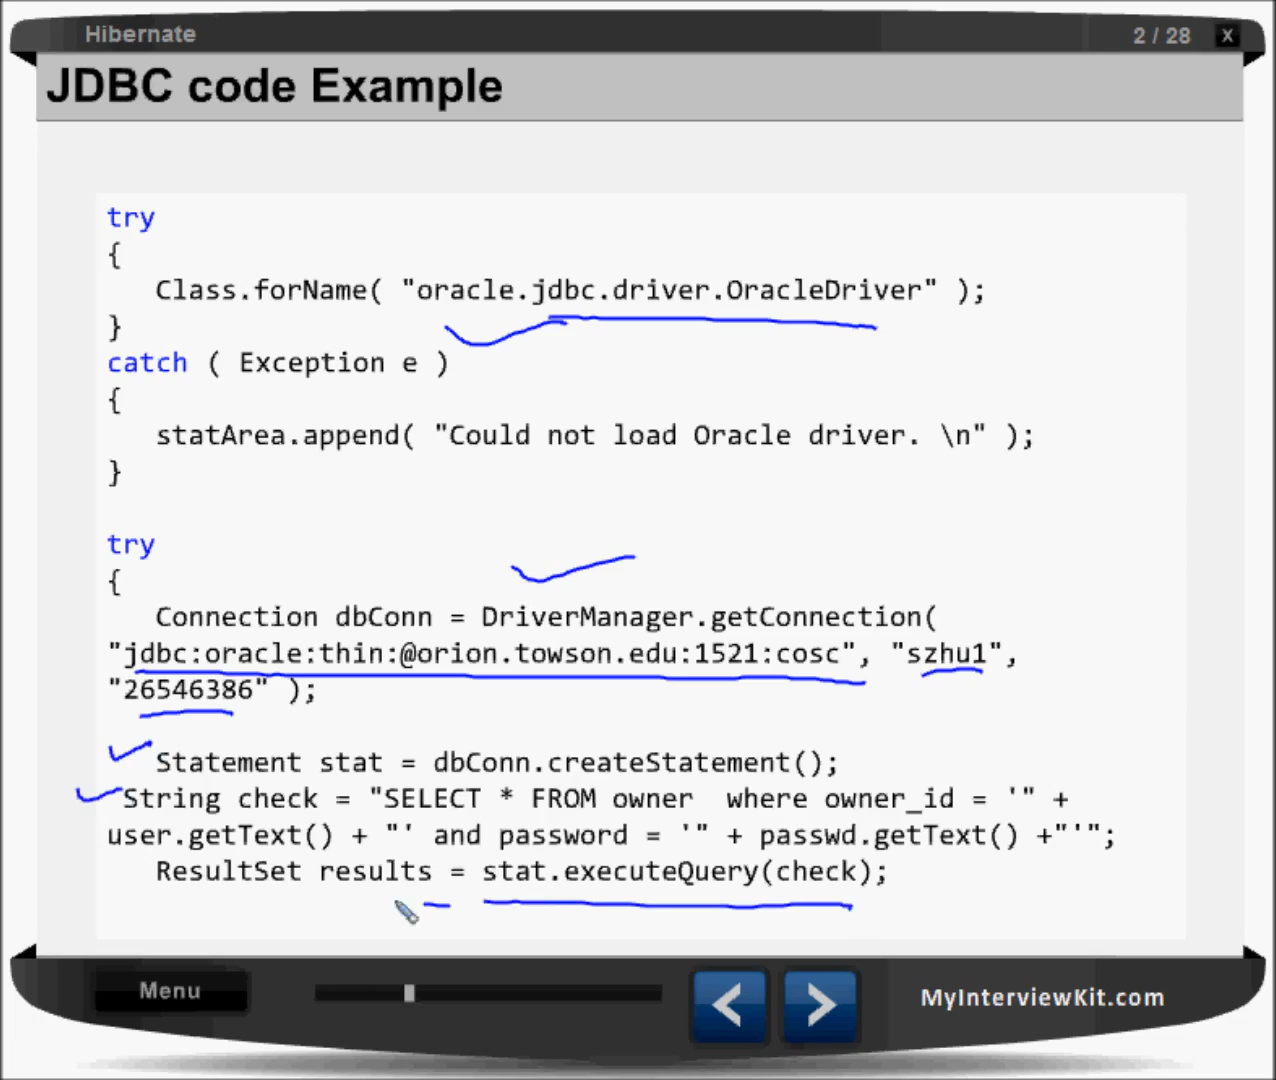 Hibernate
2 / 28
X
JDBC code Example
try
{
Class.forName( "oracle.jdbc.driver.OracleDriver" );
}
catch ( Exception e )
{
statArea.append( "Could not load Oracle driver. \n" );
}
try
{
Connection dbConn = DriverManager.getConnection(
"jdbc:oracle:thin:@orion.towson.edu:1521:cosc", "szhu1",
"26546386" );
Statement stat = dbConn.createStatement();
String check = "SELECT * FROM owner  where owner_id = '" +
user.getText() + "' and password = '" + passwd.getText() +"'";
ResultSet results = stat.executeQuery(check);
Menu
< >
MyInterviewKit.com